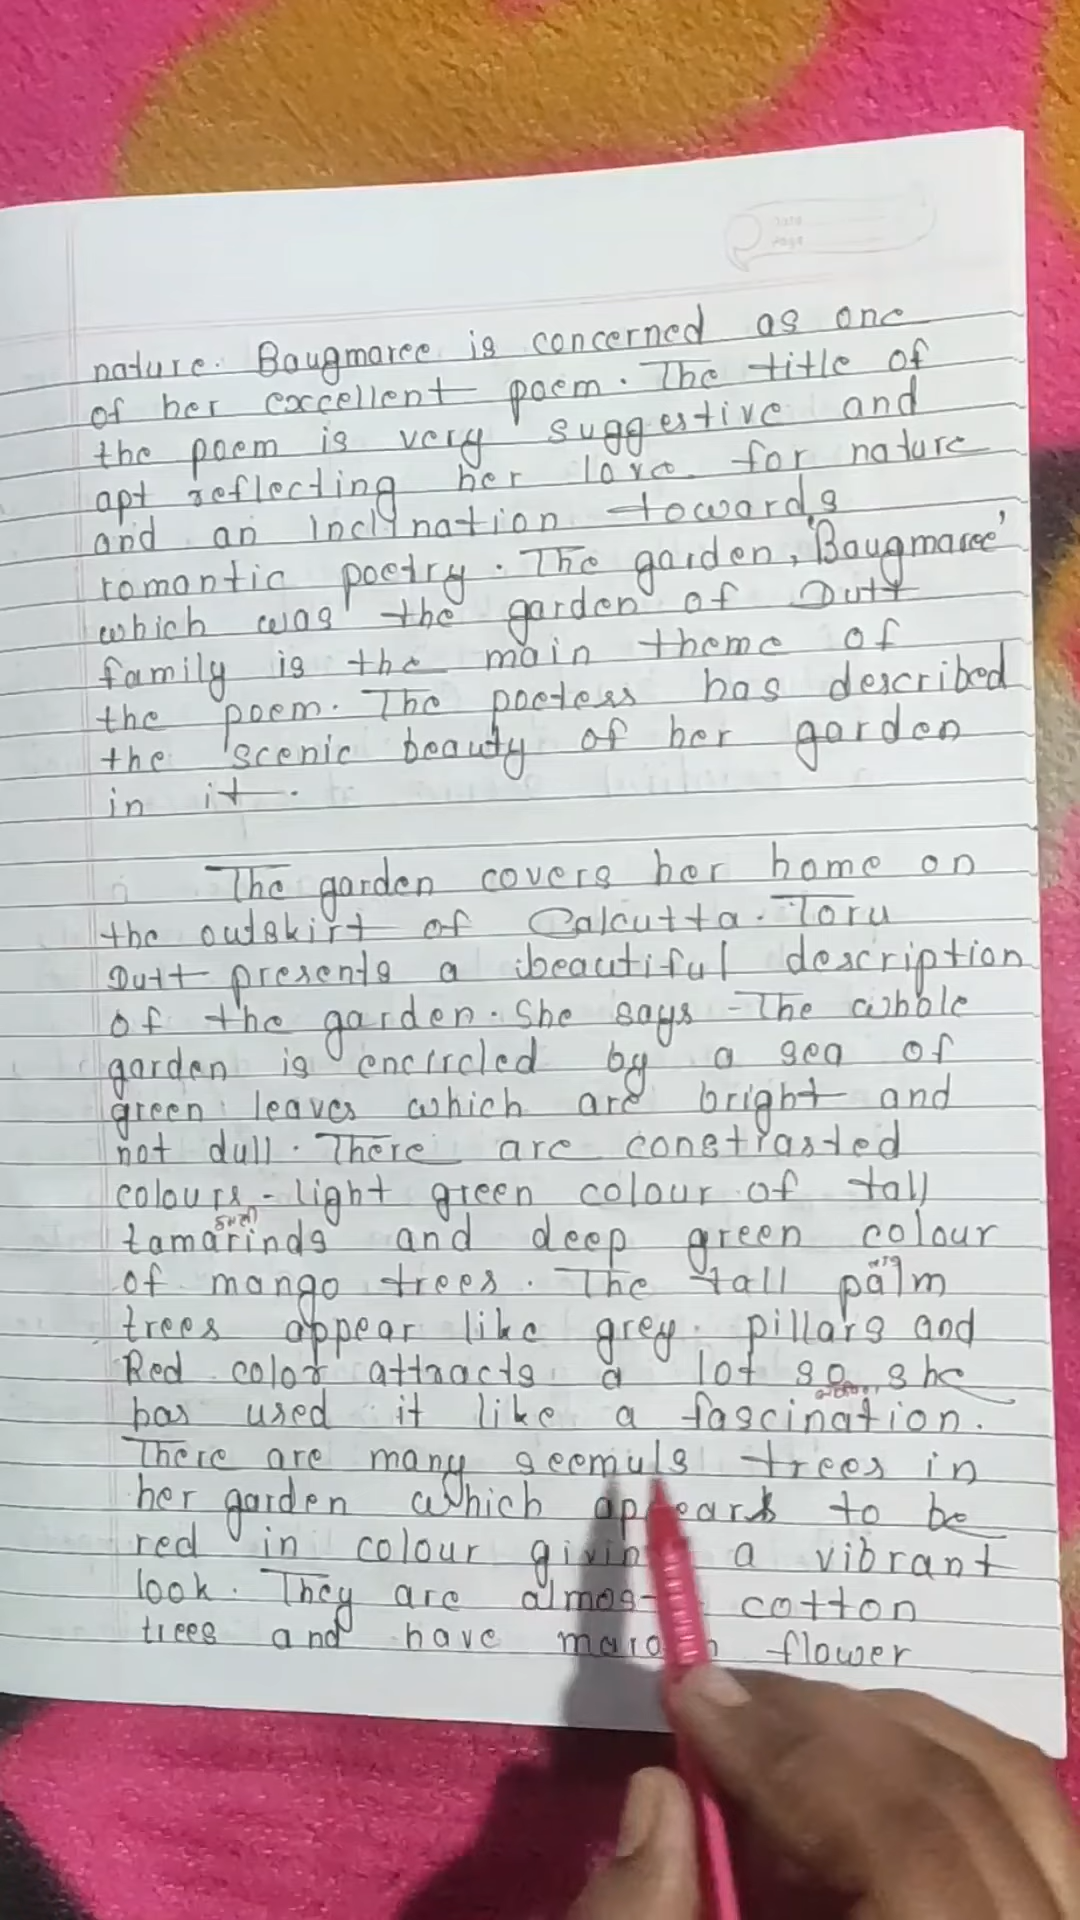 nature. Baugmaree is concerned as one
of her excellent poem. The title of
the poem is very suggestive and
apt reflecting her love for nature
and an inclination towards
romantic poetry. The garden, 'Baugmaree'
which was the garden of Dutt
family is the main theme of
the poem. The poetess has described
the scenic beauty of her garden
in it.
The garden covers her home on
the outskirt of Calcutta. Toru
Dutt presents a beautiful description
of the garden. She says - The whole
garden is encircled by a sea of
green leaves which are bright and
not dull. There are constrasted
colours - light green colour of tall
इमली
tamarinds and deep green colour
of mango trees. The tall palm
trees appear like grey pillars and
Red color attracts a lot so she
has used it like a fascination.
There are many seemuls trees in
her garden which appears to be
red in colour a vibrant
look. They are cotton
trees and have flower